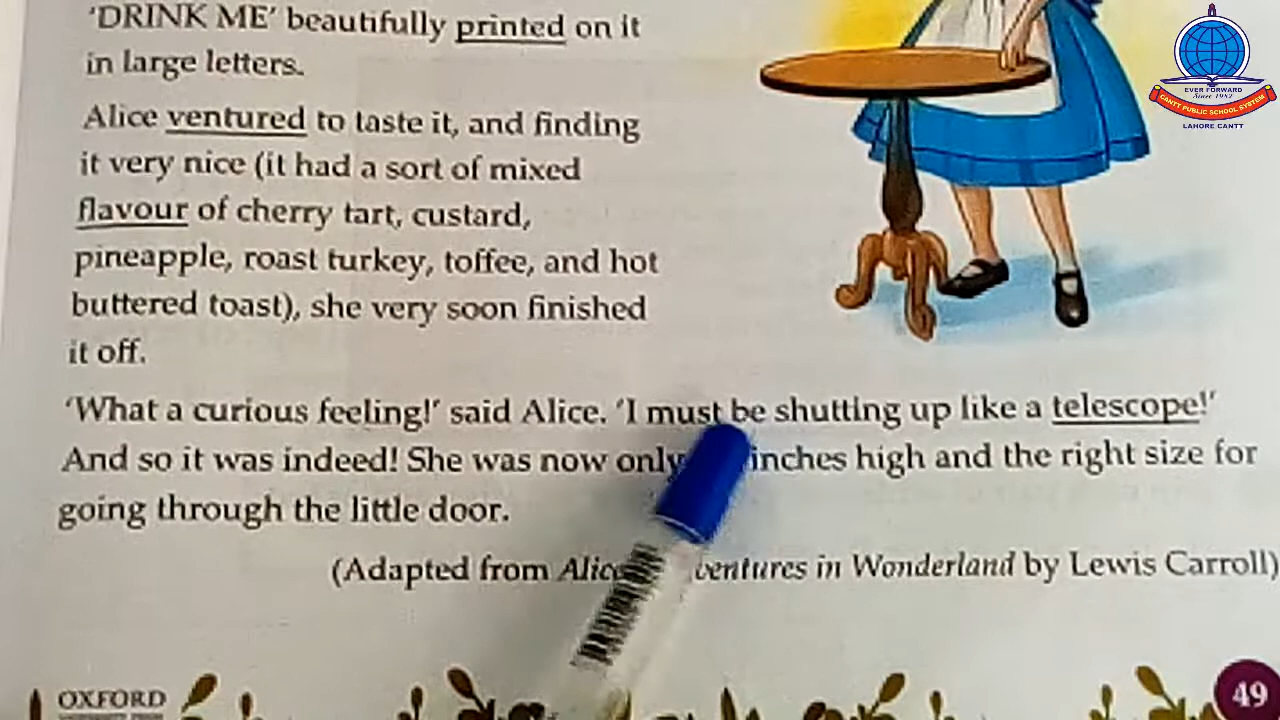 'DRINK ME' beautifully printed on it
in large letters.
Alice ventured to taste it, and finding
it very nice (it had a sort of mixed
flavour of cherry tart, custard,
pineapple, roast turkey, toffee, and hot
buttered toast), she very soon finished
it off.
'What a curious feeling!' said Alice. 'I must be shutting up like a telescope!'
And so it was indeed! She was now only inches high and the right size for
going through the little door.
(Adapted from in Wonderland by Lewis Carroll)
OXFORD
49
EVER FORWARD
Since 1982
CANTT PUBLIC SCHOOL SYSTEM
LAHORE CANTT